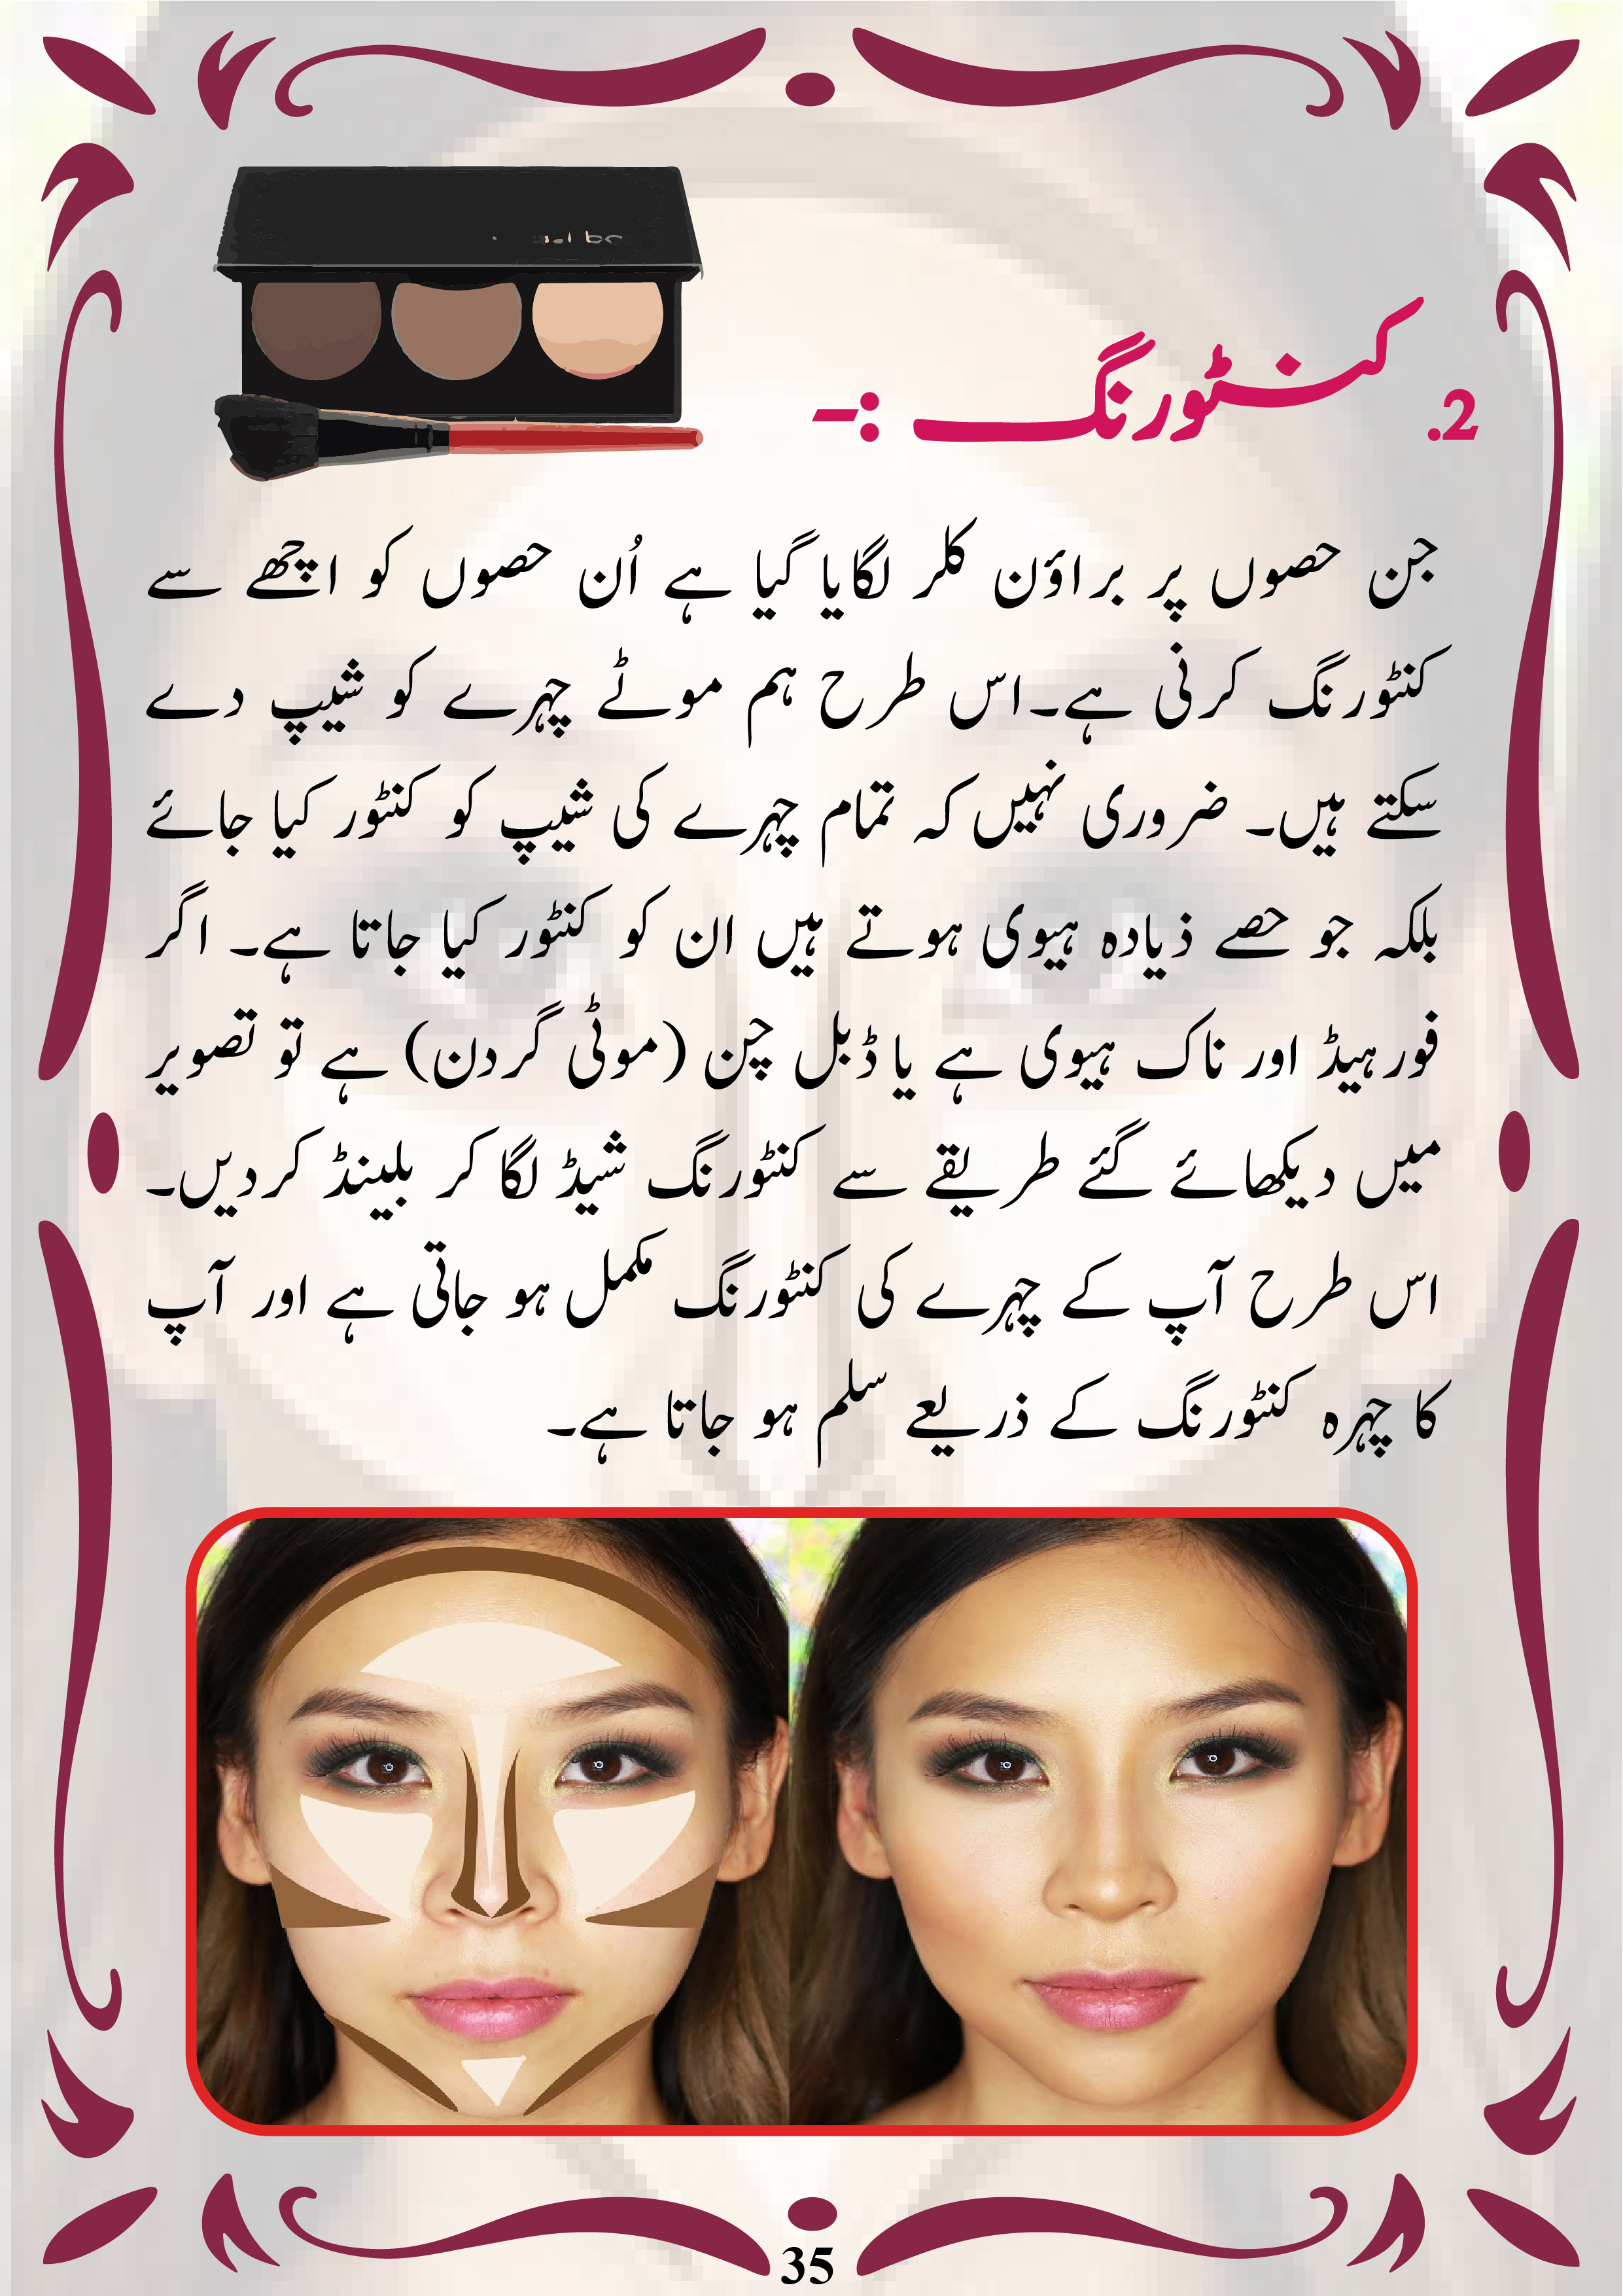 2. کنٹورنگ :-
جن حصوں پر براؤن کلر لگایا گیا ہے اُن حصوں کو اچھے سے
کنٹورنگ کرنی ہے۔اس طرح ہم موٹے چہرے کو شیپ دے
سکتے ہیں۔ ضروری نہیں کہ تمام چہرے کی شیپ کو کنٹور کیا جائے
بلکہ جو حصے ذیادہ ہیوی ہوتے ہیں ان کو کنٹور کیا جاتا ہے۔ اگر
فورہیڈ اور ناک ہیوی ہے یا ڈبل چن (موٹی گردن) ہے تو تصویر
میں دیکھائے گئے طریقے سے کنٹورنگ شیڈ لگا کر بلینڈ کردیں۔
اس طرح آپ کے چہرے کی کنٹورنگ مکمل ہو جاتی ہے اور آپ
کا چہرہ کنٹورنگ کے ذریعے سلم ہو جاتا ہے۔
35